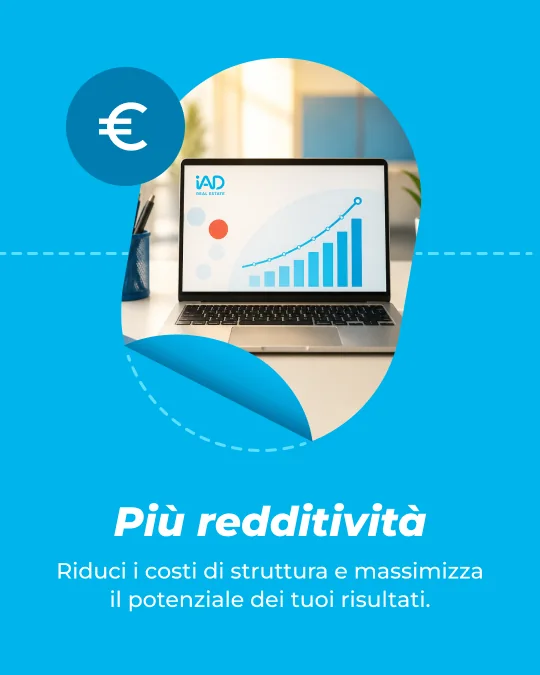 €
iAD
REAL ESTATE
Più redditività
Riduci i costi di struttura e massimizza
il potenziale dei tuoi risultati.